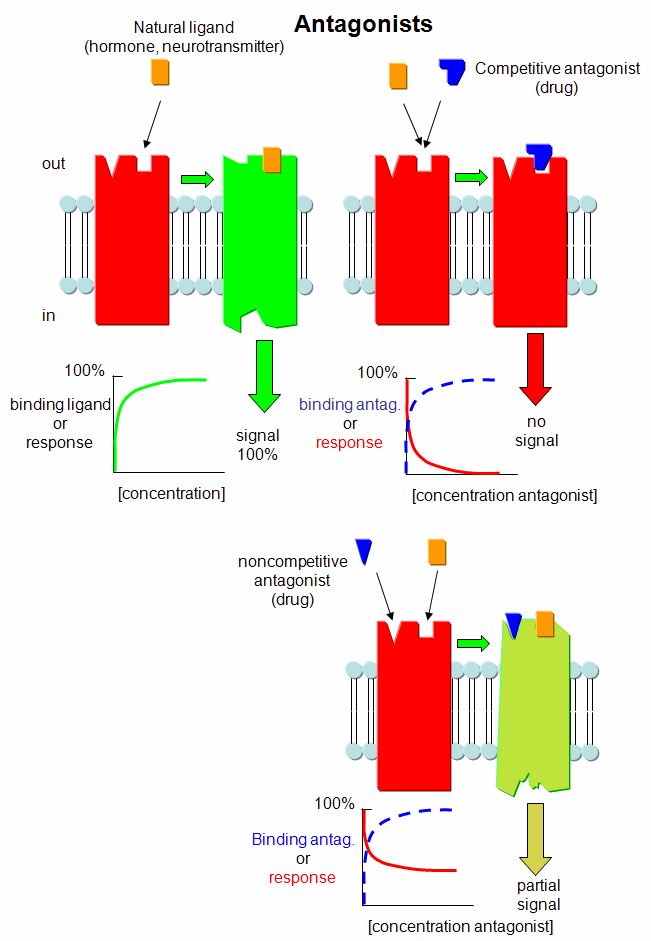 Antagonists
Natural ligand
(hormone, neurotransmitter)
Competitive antagonist
(drug)
out
in
100%
binding ligand
or
response
signal
100%
[concentration]
100%
binding antag.
or
response
no
signal
[concentration antagonist]
noncompetitive
antagonist
(drug)
100%
Binding antag.
or
response
partial
signal
[concentration antagonist]